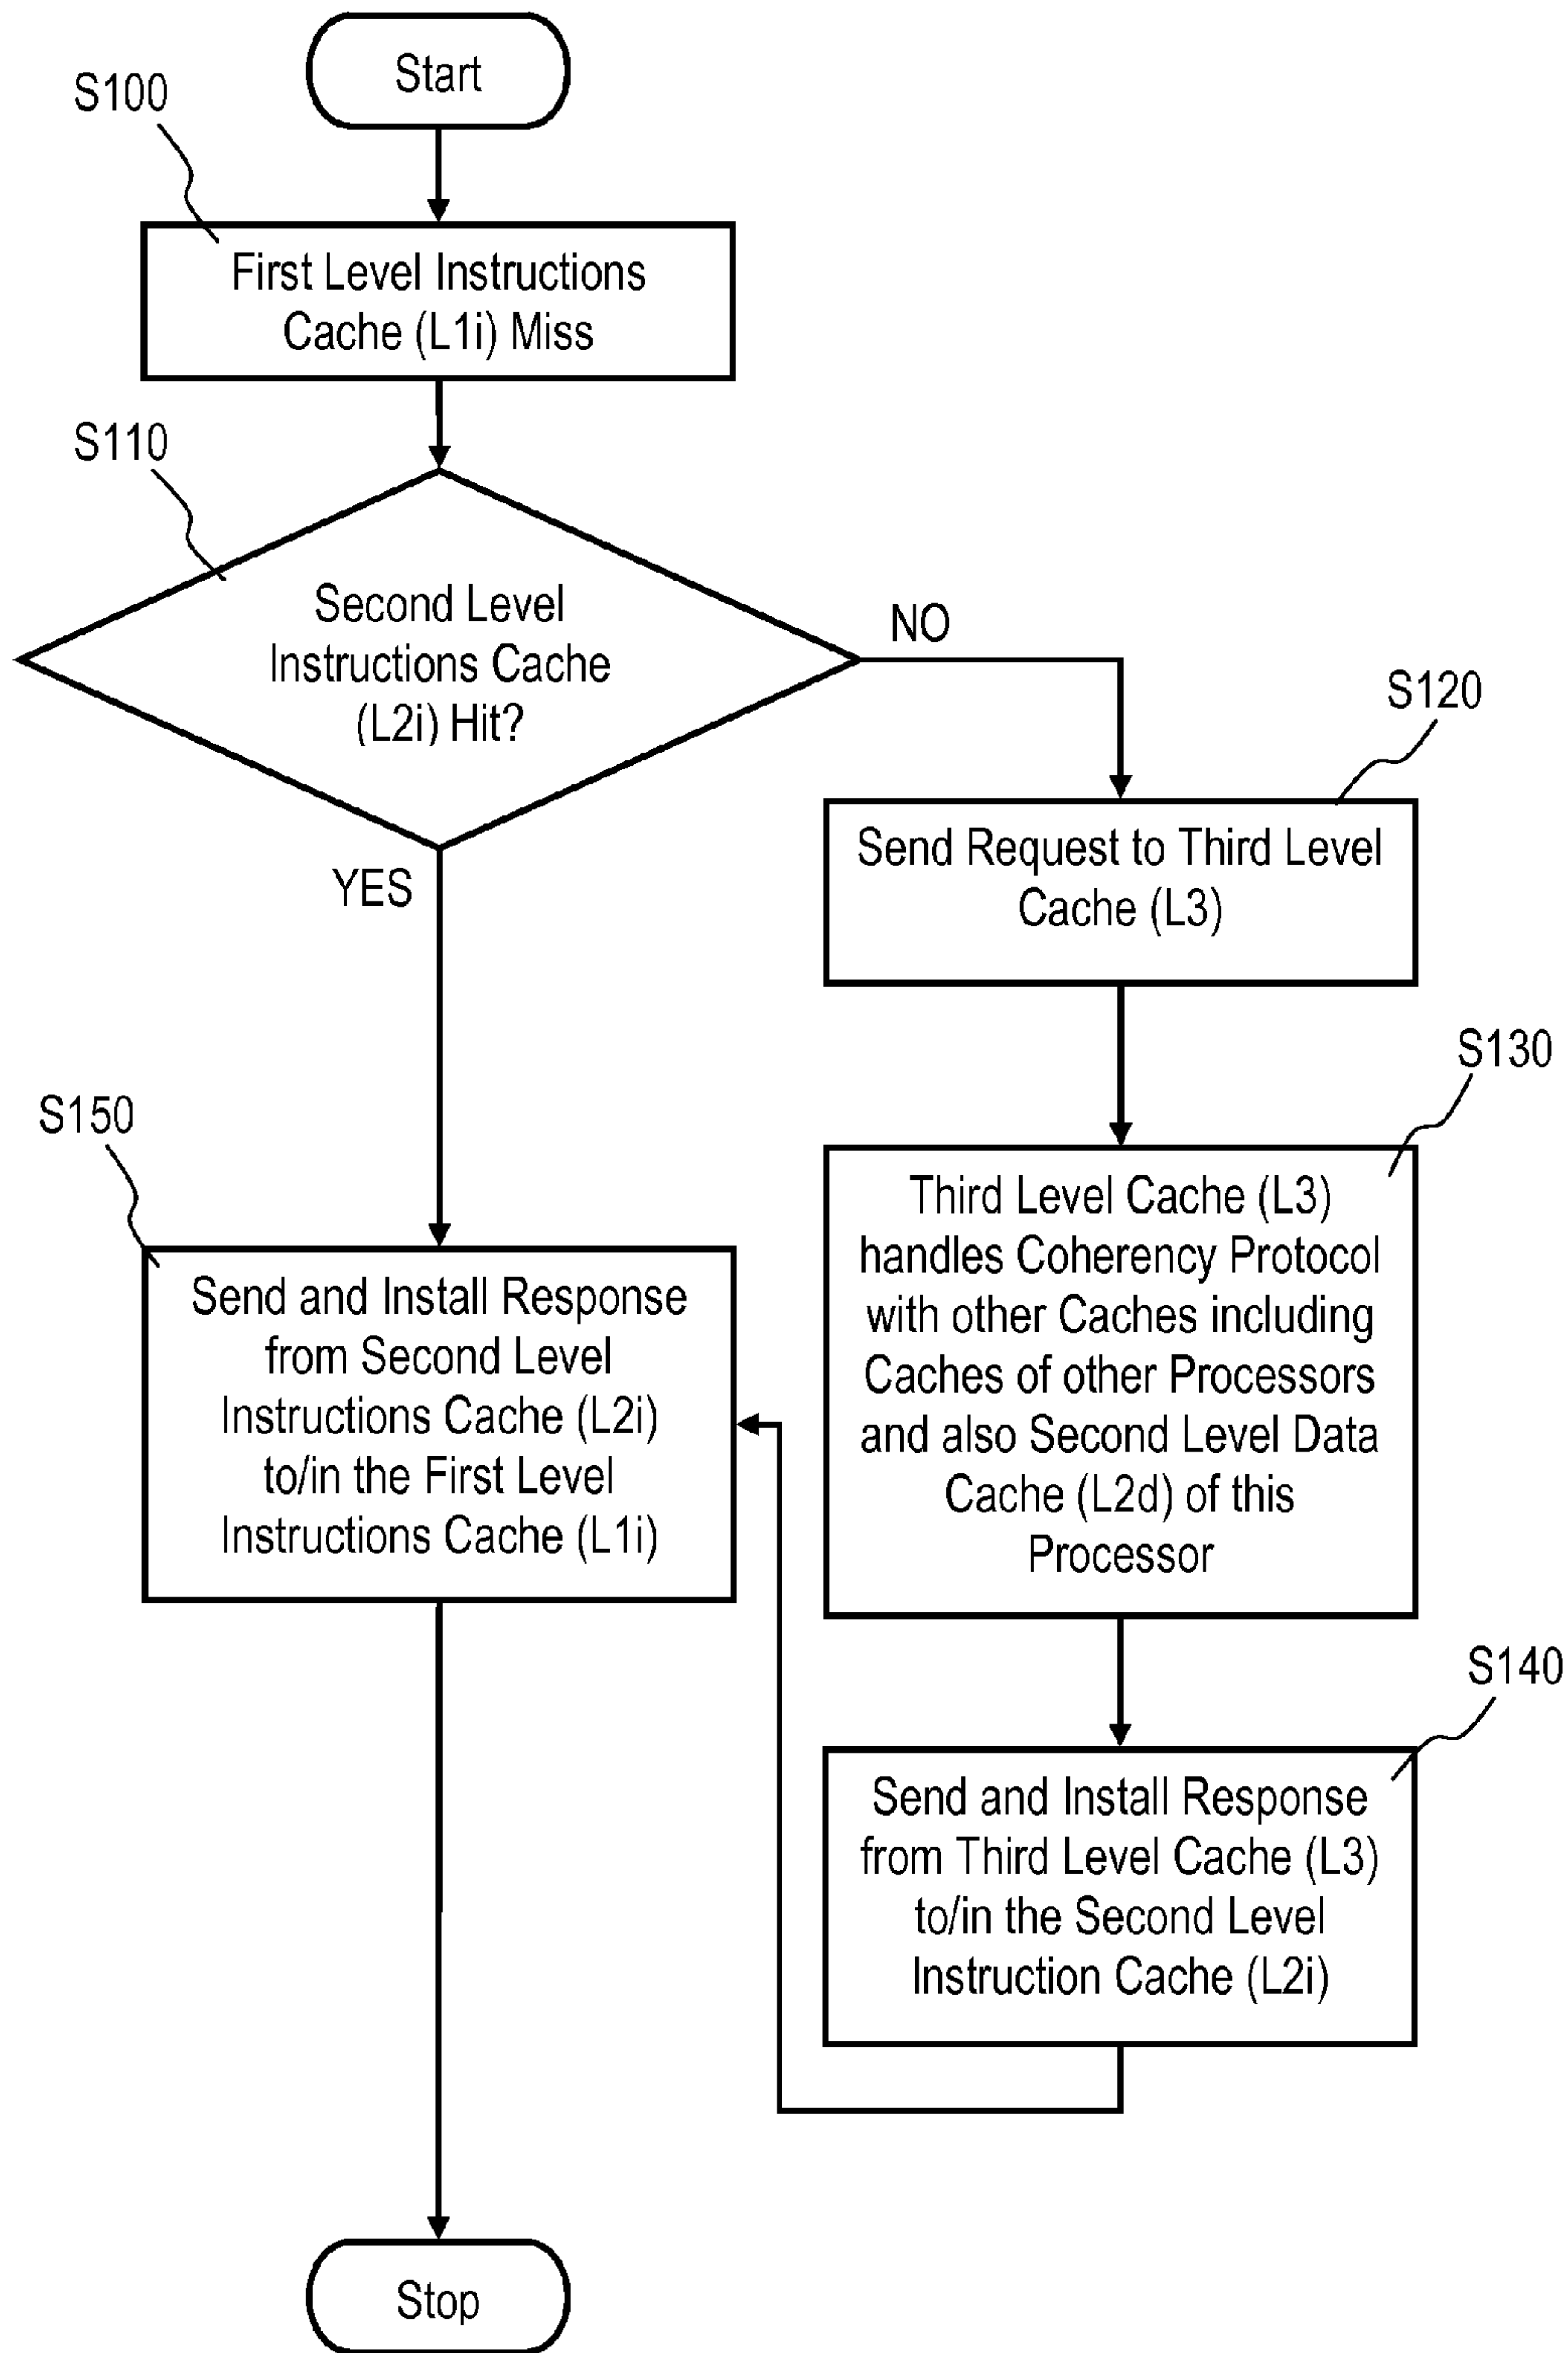 Start
S100
First Level Instructions
Cache (L1i) Miss
S110
Second Level
Instructions Cache
(L2i) Hit?
NO
YES
S120
Send Request to Third Level
Cache (L3)
S130
Third Level Cache (L3)
handles Coherency Protocol
with other Caches including
Caches of other Processors
and also Second Level Data
Cache (L2d) of this
Processor
S140
Send and Install Response
from Third Level Cache (L3)
to/in the Second Level
Instruction Cache (L2i)
S150
Send and Install Response
from Second Level
Instructions Cache (L2i)
to/in the First Level
Instructions Cache (L1i)
Stop